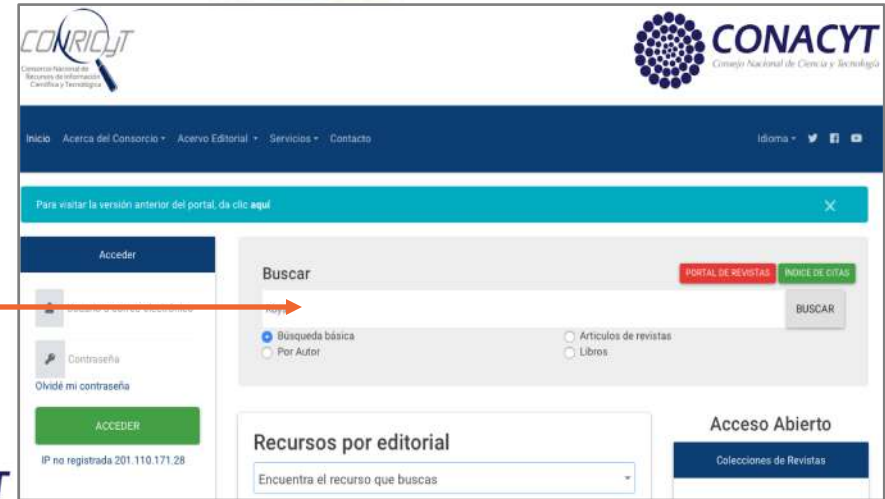 CONRICyT
Consorcio Nacional de
Recursos de Información
Científica y Tecnológica
CONACYT
Consejo Nacional de Ciencia y Tecnología
Inicio Acerca del Consorcio Acervo Editorial Servicios Contacto Idioma
Para visitar la versión anterior del portal, da clic aquí
Acceder
Buscar
PORTAL DE REVISTAS ÍNDICE DE CITAS
BUSCAR
Búsqueda básica Articulos de revistas
Por Autor Libros
Contraseña
Olvidé mi contraseña
ACCEDER
IP no registrada 201.110.171.28
Recursos por editorial
Encuentra el recurso que buscas
Acceso Abierto
Colecciones de Revistas
T